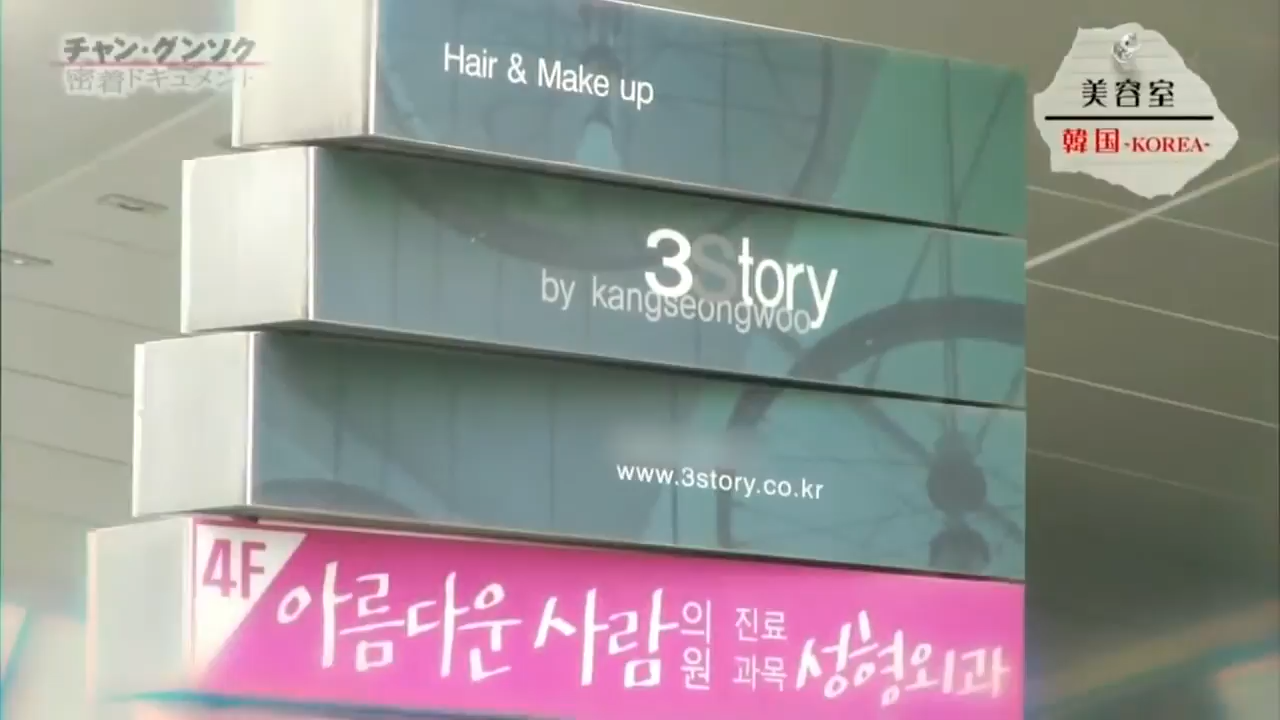 チャン・グンソク
密着ドキュメント
美容室
韓国-KOREA-
Hair & Make up
3Story
by kangseongwoo
www.3story.co.kr
4F
아름다운사람의원 진료과목 성형외과